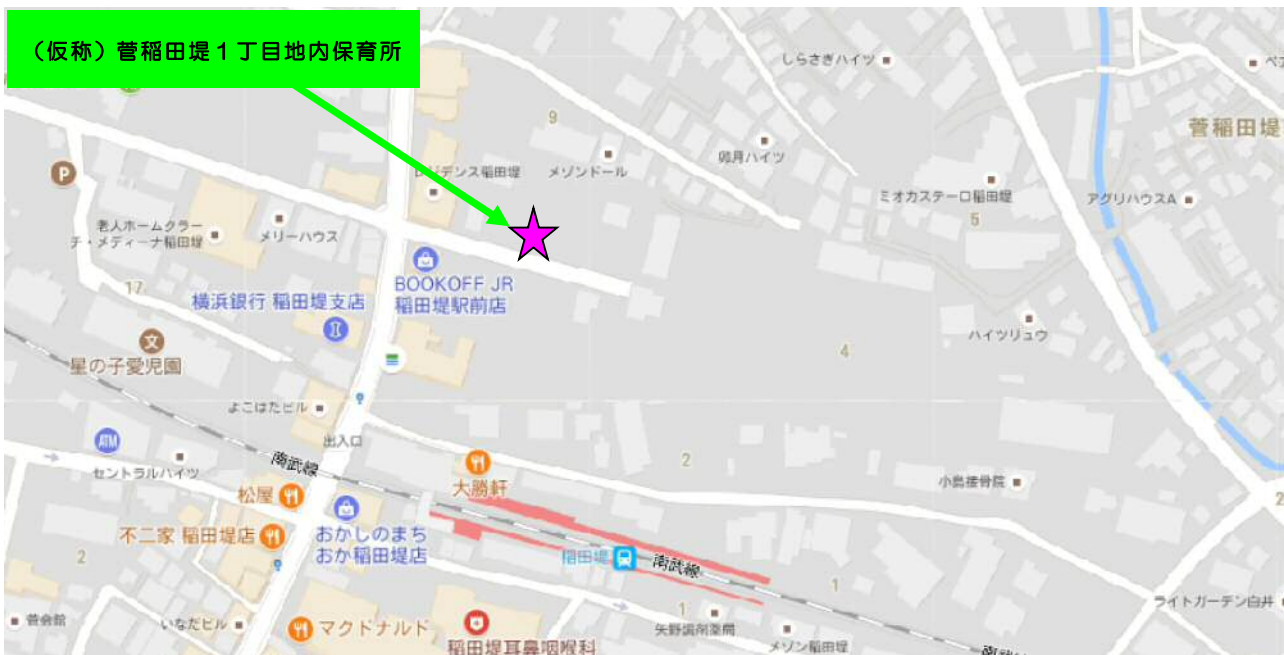 (仮称)菅稲田堤1丁目地内保育所
しらさぎハイツ
9
菅稲田堤
P
レジデンス稲田堤
メゾンドール
卯月ハイツ
ミオカステーロ稲田堤
5
アグリハウスA
老人ホームクラー
チ・メディーナ稲田堤
メリーハウス
BOOKOFF JR
稲田堤駅前店
17
横浜銀行 稲田堤支店
文
星の子愛児園
4
ハイツリュウ
よこはたビル
出入口
ATM
セントラルハイツ
南武線
大勝軒
2
小島接骨院
2
松屋
不二家 稲田堤店
おかしのまち
おか稲田堤店
2
稲田堤
南武線
1
1
ライトガーデン白井
菅会館
いなだビル
マクドナルド
稲田堤耳鼻咽喉科
矢野調剤薬局
メゾン稲田堤